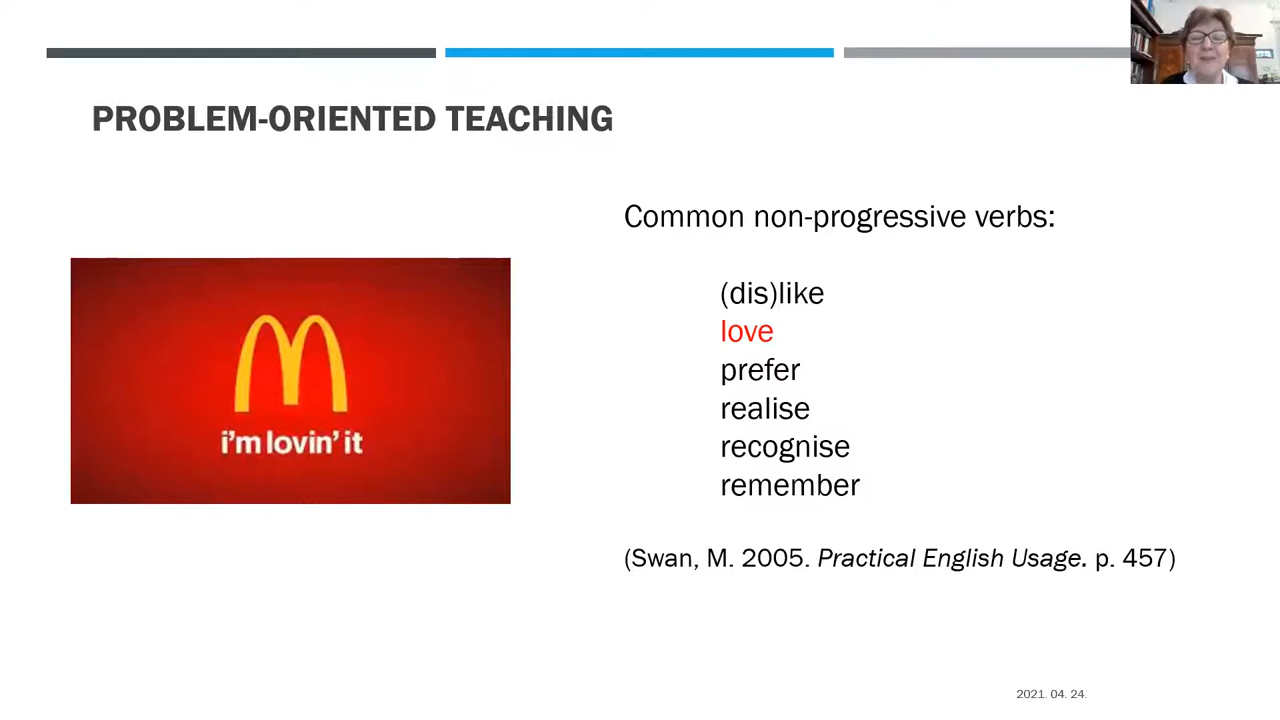 PROBLEM-ORIENTED TEACHING
i'm lovin' it
Common non-progressive verbs:
(dis)like
love
prefer
realise
recognise
remember
(Swan, M. 2005. Practical English Usage. p. 457)
2021. 04. 24.